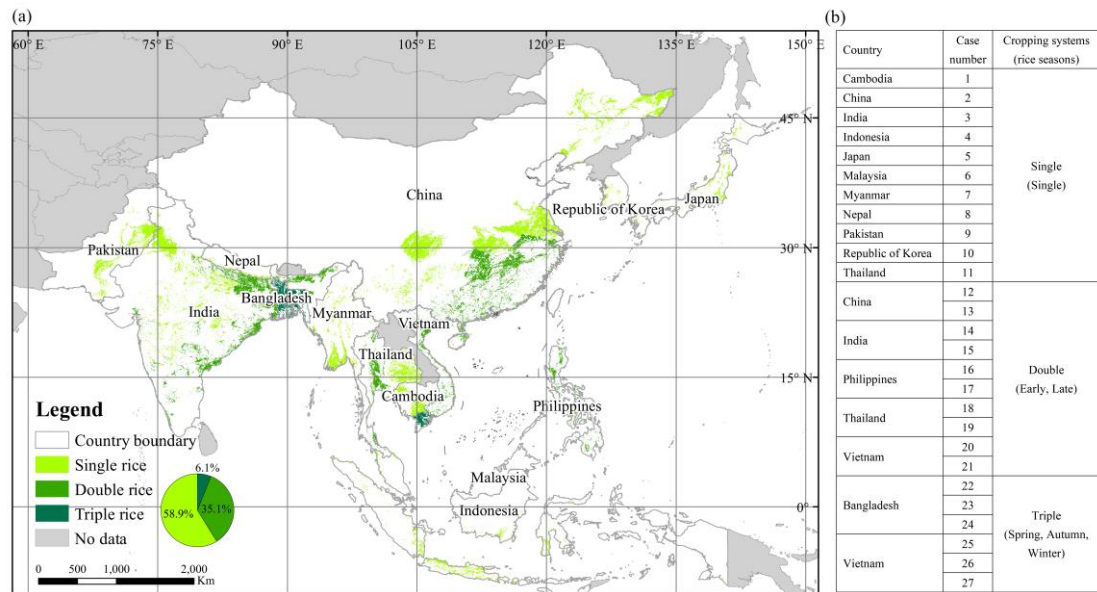 (a)
60° E 75° E 90° E 105° E 120° E 135° E 150° E
45° N
China
Republic of Korea
Japan
30° N
Pakistan
Nepal
Bangladesh
India
Myanmar
Vietnam
Thailand
15° N
Cambodia
Philippines
Malaysia
Indonesia
0°
Legend
Country boundary
Single rice
Double rice
Triple rice
No data
6.1%
58.9%
35.1%
0 500 1,000 2,000
Km
(b)
Country Case number Cropping systems (rice seasons)
Cambodia 1
China 2
India 3
Indonesia 4
Japan 5
Malaysia 6
Myanmar 7
Nepal 8
Pakistan 9
Republic of Korea 10
Thailand 11
Single
(Single)
China 12
13
India 14
15
Philippines 16
17
Thailand 18
19
Vietnam 20
21
Double
(Early, Late)
Bangladesh 22
23
24
Vietnam 25
26
27
Triple
(Spring, Autumn,
Winter)